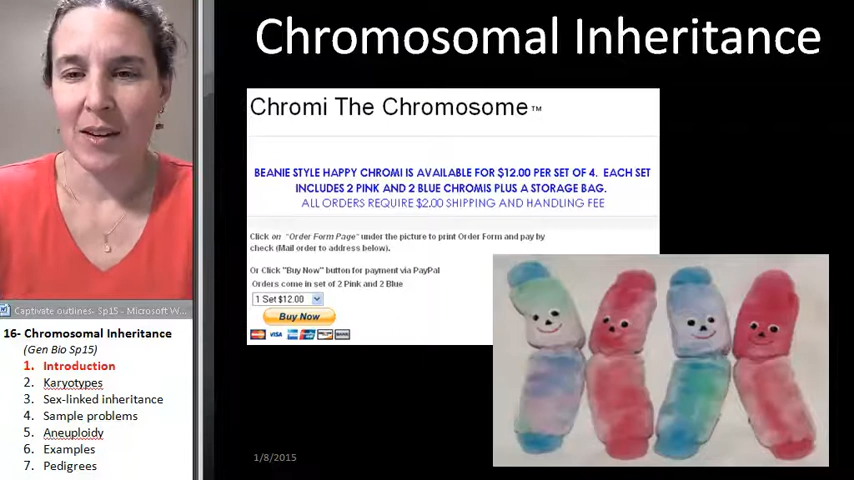 Chromosomal Inheritance
Chromi The Chromosome™
BEANIE STYLE HAPPY CHROMI IS AVAILABLE FOR $12.00 PER SET OF 4. EACH SET
INCLUDES 2 PINK AND 2 BLUE CHROMIS PLUS A STORAGE BAG.
ALL ORDERS REQUIRE $2.00 SHIPPING AND HANDLING FEE
Click on "Order Form Page" under the picture to print Order Form and pay by
check (Mail order to address below).
Or Click "Buy Now" button for payment via PayPal
Orders come in set of 2 Pink and 2 Blue
1 Set $12.00
Buy Now
VISA
BANK
Captivate outlines- Sp15 - Microsoft W...
16- Chromosomal Inheritance
(Gen Bio Sp15)
1. Introduction
2. Karyotypes
3. Sex-linked inheritance
4. Sample problems
5. Aneuploidy
6. Examples
7. Pedigrees
1/8/2015